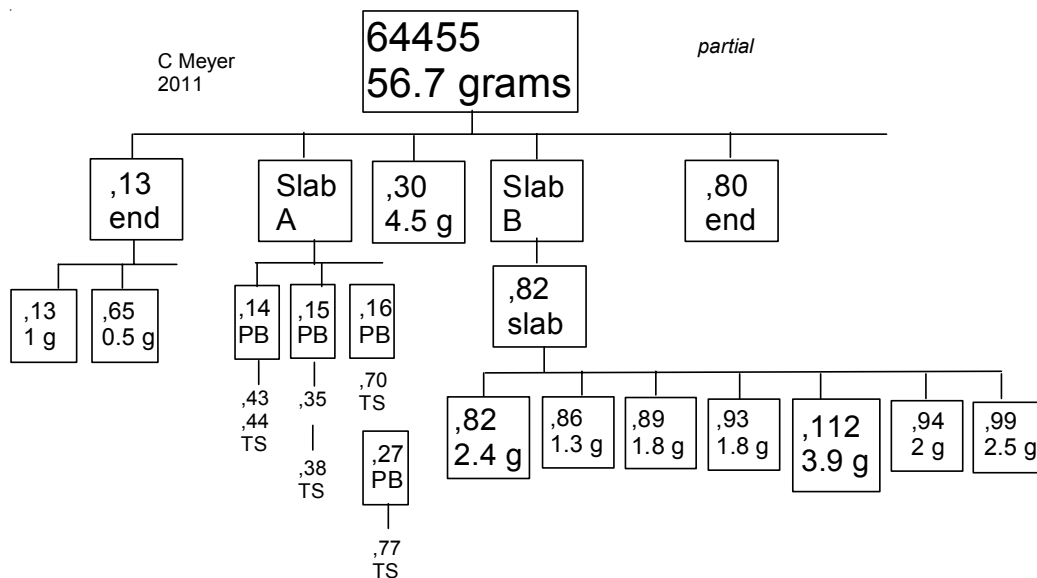 C Meyer
2011
64455
56.7 grams
partial
,13
end
Slab
A
,30
4.5 g
Slab
B
,80
end
,13
1 g
,65
0.5 g
,14
PB
,15
PB
,16
PB
,82
slab
,43
,44
TS
,35
,38
TS
,70
TS
,27
PB
,77
TS
,82
2.4 g
,86
1.3 g
,89
1.8 g
,93
1.8 g
,112
3.9 g
,94
2 g
,99
2.5 g